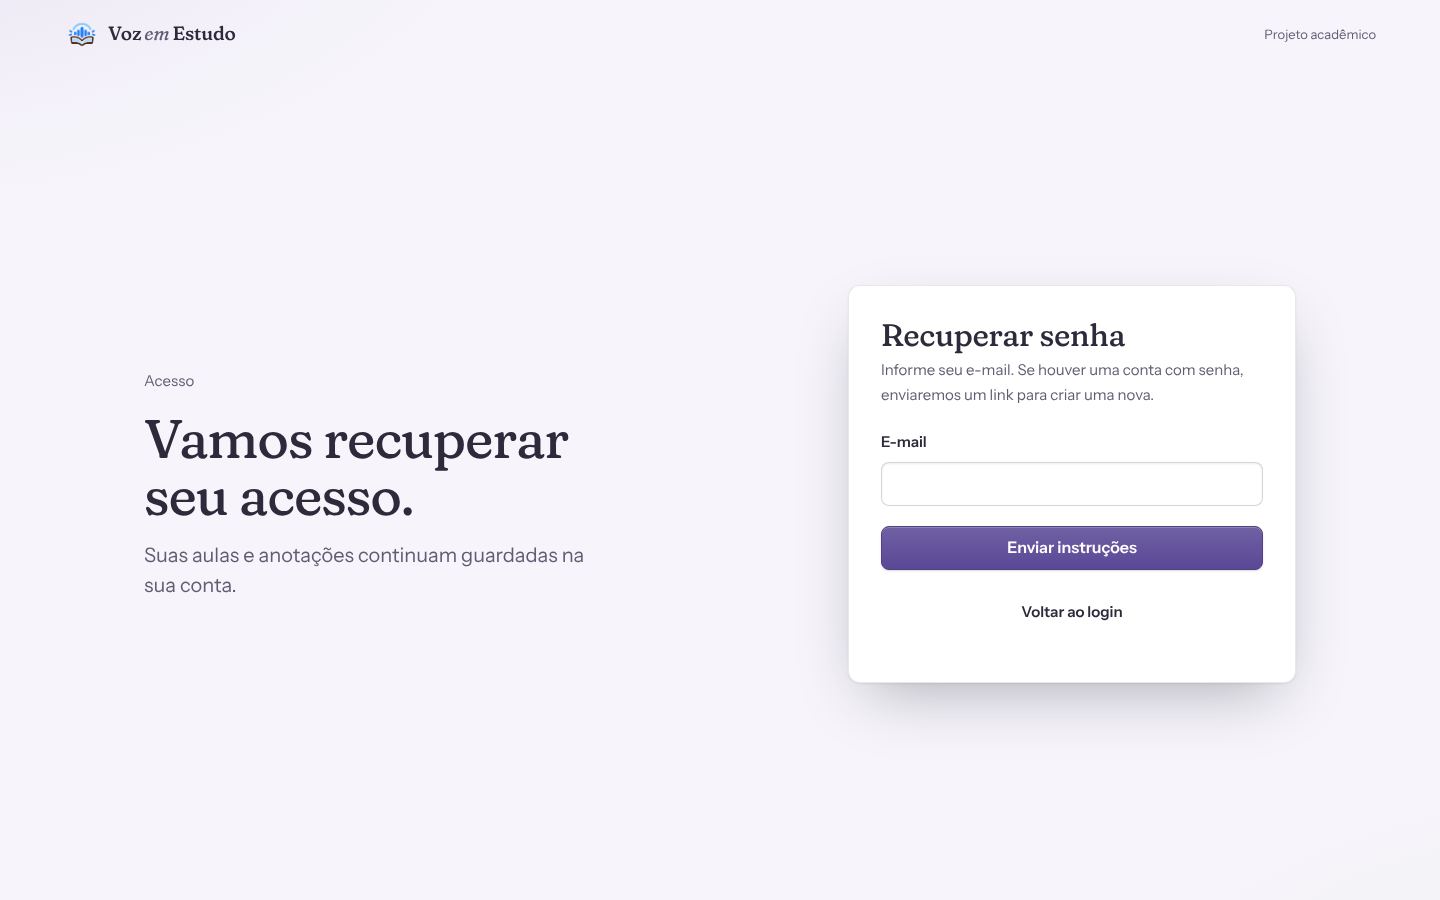 Voz em Estudo
Projeto acadêmico
Acesso
Vamos recuperar
seu acesso.
Suas aulas e anotações continuam guardadas na
sua conta.
Recuperar senha
Informe seu e-mail. Se houver uma conta com senha,
enviaremos um link para criar uma nova.
E-mail
Enviar instruções
Voltar ao login